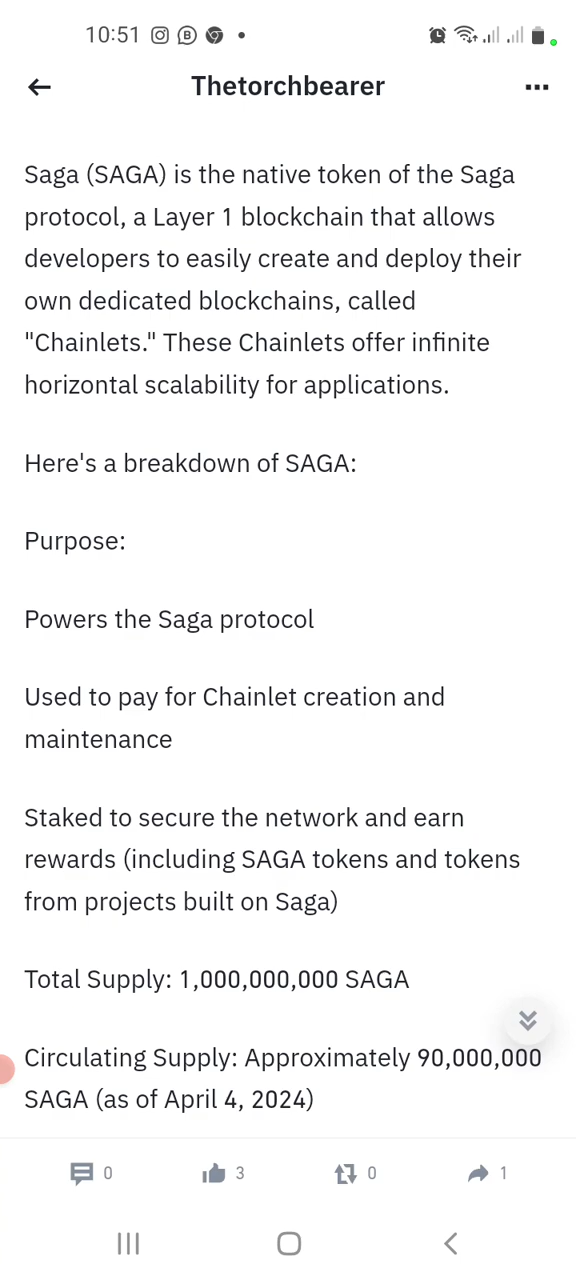 10:51
Thetorchbearer
Saga (SAGA) is the native token of the Saga
protocol, a Layer 1 blockchain that allows
developers to easily create and deploy their
own dedicated blockchains, called
"Chainlets." These Chainlets offer infinite
horizontal scalability for applications.
Here's a breakdown of SAGA:
Purpose:
Powers the Saga protocol
Used to pay for Chainlet creation and
maintenance
Staked to secure the network and earn
rewards (including SAGA tokens and tokens
from projects built on Saga)
Total Supply: 1,000,000,000 SAGA
Circulating Supply: Approximately 90,000,000
SAGA (as of April 4, 2024)
0 3 0 1